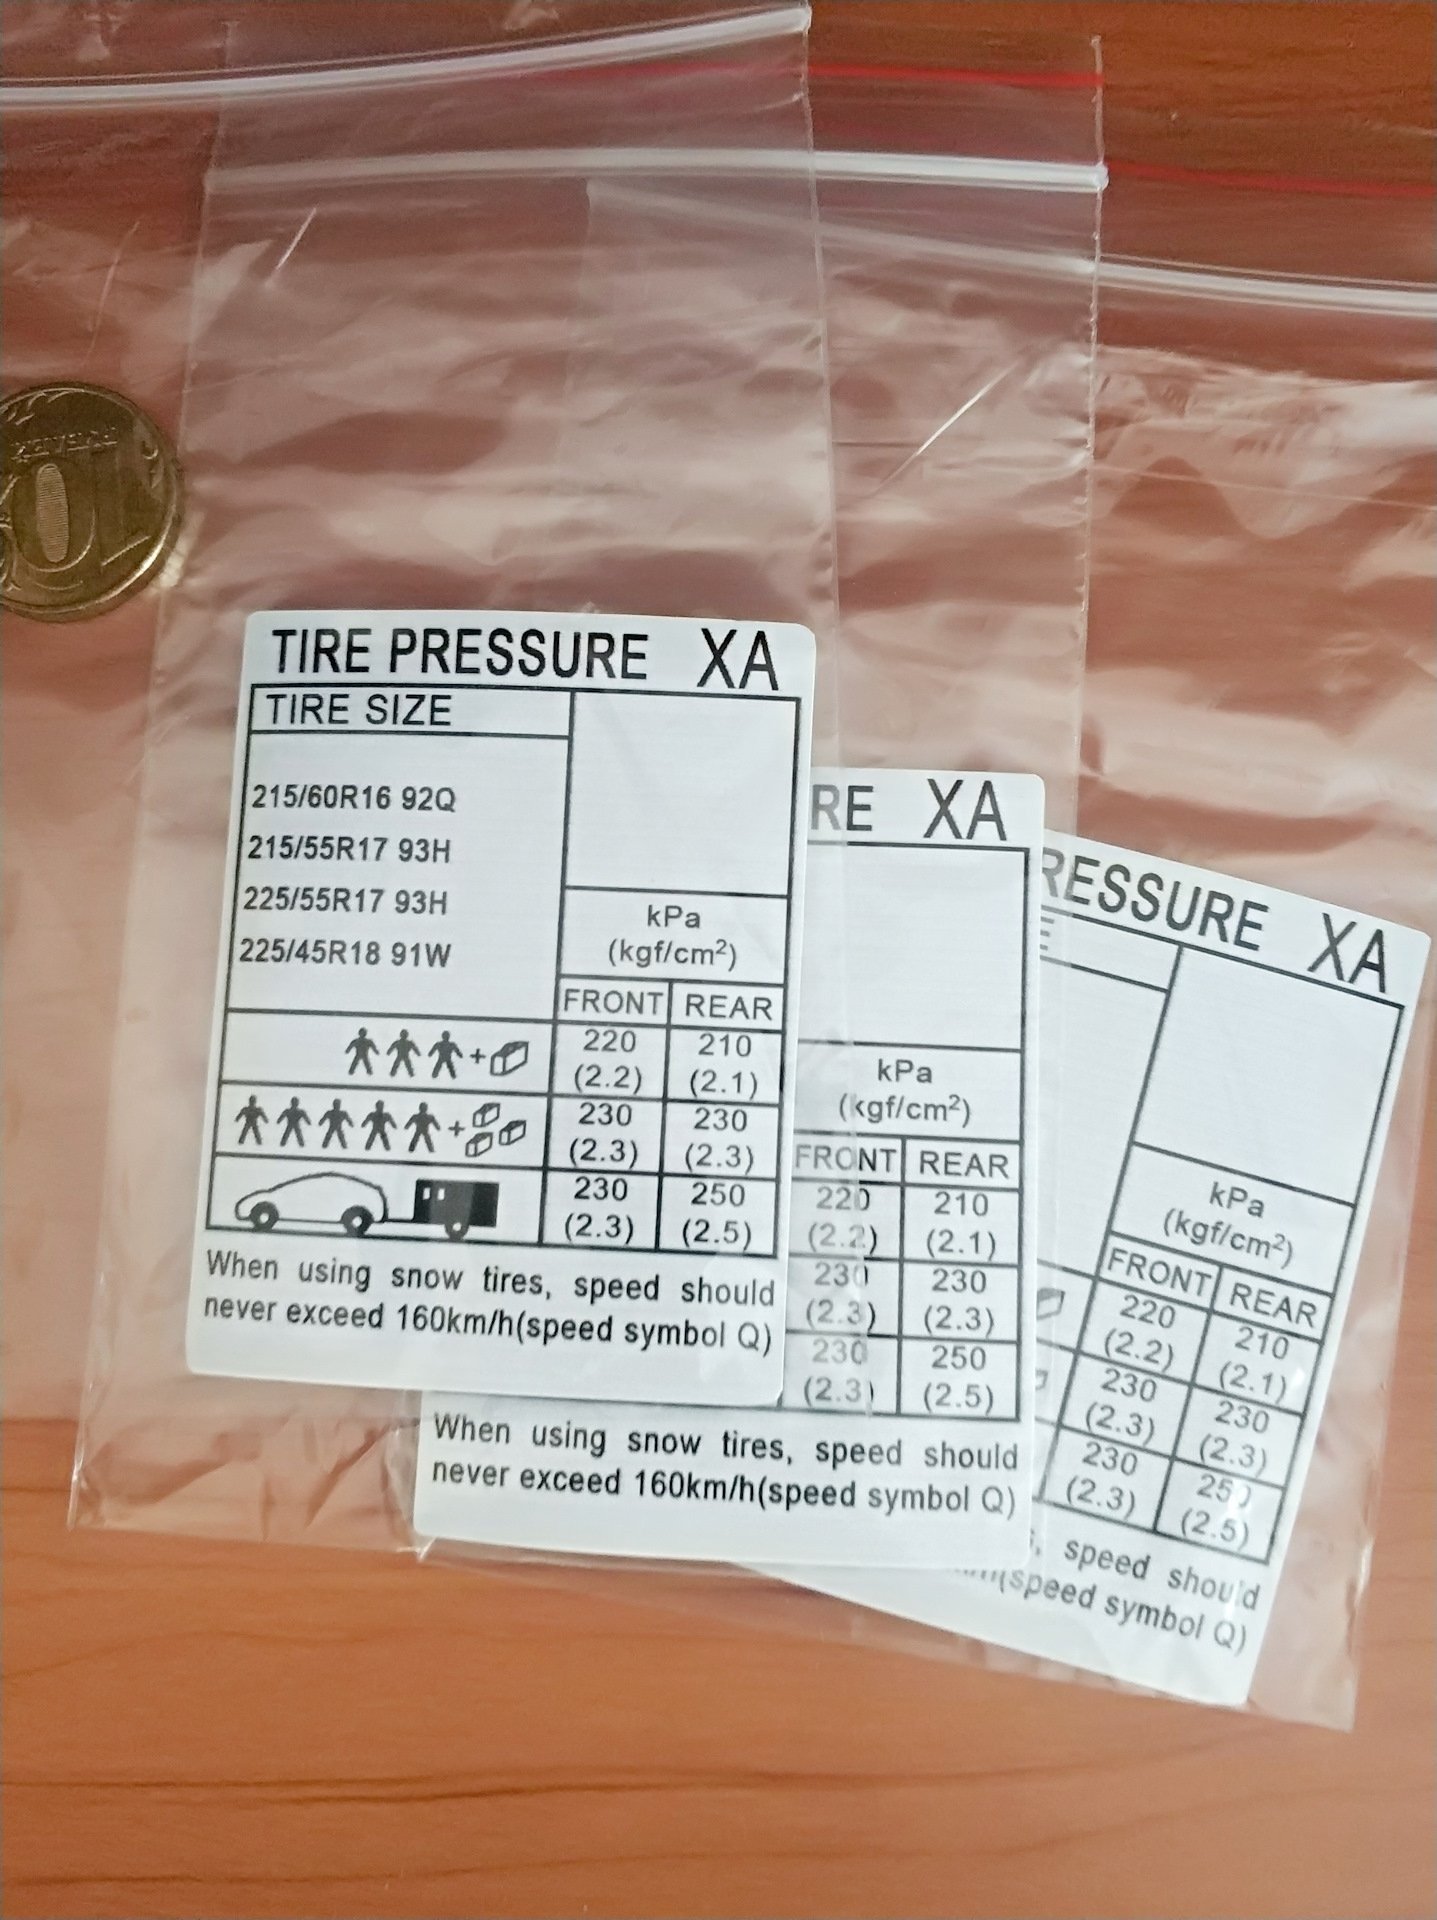 TIRE PRESSURE XA
TIRE SIZE
215/60R16 92Q
215/55R17 93H
225/55R17 93H
225/45R18 91W
kPa
(kgf/cm²)
FRONT REAR
220 210
(2.2) (2.1)
230 230
(2.3) (2.3)
230 250
(2.3) (2.5)
When using snow tires, speed should
never exceed 160km/h(speed symbol Q)
RE XA
kPa
(kgf/cm²)
FRONT REAR
220 210
(2.2) (2.1)
230 230
(2.3) (2.3)
230 250
(2.3) (2.5)
When using snow tires, speed should
never exceed 160km/h(speed symbol Q)
RESSURE XA
E
kPa
(kgf/cm²)
FRONT REAR
220 210
(2.2) (2.1)
230 230
(2.3) (2.3)
230 250
(2.3) (2.5)
speed should
(speed symbol Q)
10